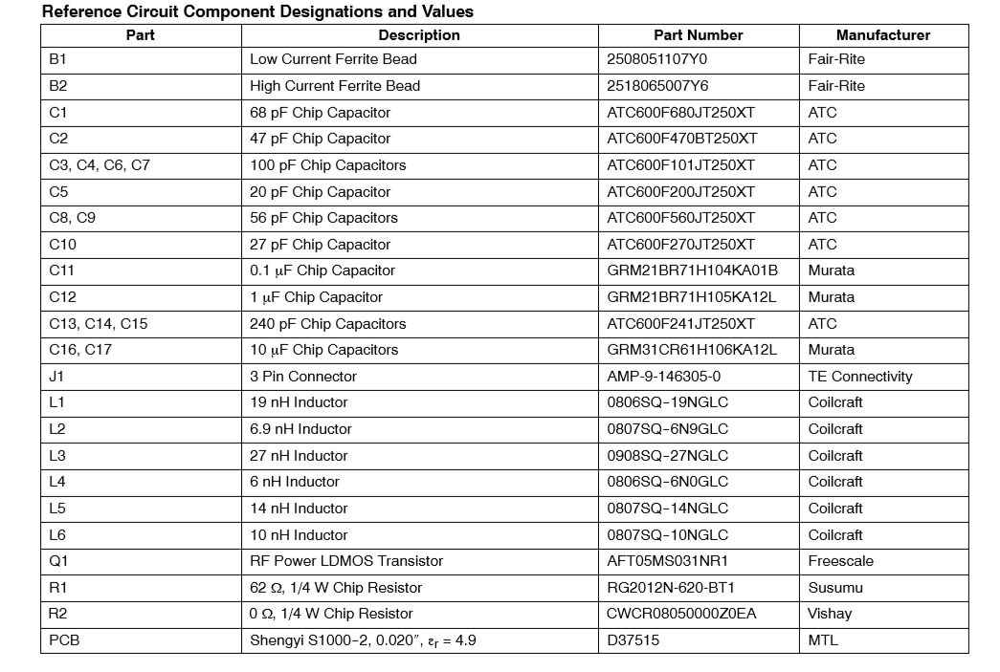 Reference Circuit Component Designations and Values
Part Description Part Number Manufacturer
B1 Low Current Ferrite Bead 2508051107Y0 Fair-Rite
B2 High Current Ferrite Bead 2518065007Y6 Fair-Rite
C1 68 pF Chip Capacitor ATC600F680JT250XT ATC
C2 47 pF Chip Capacitor ATC600F470BT250XT ATC
C3, C4, C6, C7 100 pF Chip Capacitors ATC600F101JT250XT ATC
C5 20 pF Chip Capacitor ATC600F200JT250XT ATC
C8, C9 56 pF Chip Capacitors ATC600F560JT250XT ATC
C10 27 pF Chip Capacitor ATC600F270JT250XT ATC
C11 0.1 μF Chip Capacitor GRM21BR71H104KA01B Murata
C12 1 μF Chip Capacitor GRM21BR71H105KA12L Murata
C13, C14, C15 240 pF Chip Capacitors ATC600F241JT250XT ATC
C16, C17 10 μF Chip Capacitors GRM31CR61H106KA12L Murata
J1 3 Pin Connector AMP-9-146305-0 TE Connectivity
L1 19 nH Inductor 0806SQ-19NGLC Coilcraft
L2 6.9 nH Inductor 0807SQ-6N9GLC Coilcraft
L3 27 nH Inductor 0908SQ-27NGLC Coilcraft
L4 6 nH Inductor 0806SQ-6N0GLC Coilcraft
L5 14 nH Inductor 0807SQ-14NGLC Coilcraft
L6 10 nH Inductor 0807SQ-10NGLC Coilcraft
Q1 RF Power LDMOS Transistor AFT05MS031NR1 Freescale
R1 62 Ω, 1/4 W Chip Resistor RG2012N-620-BT1 Susumu
R2 0 Ω, 1/4 W Chip Resistor CWCR08050000Z0EA Vishay
PCB Shengyi S1000-2, 0.020″, εr = 4.9 D37515 MTL